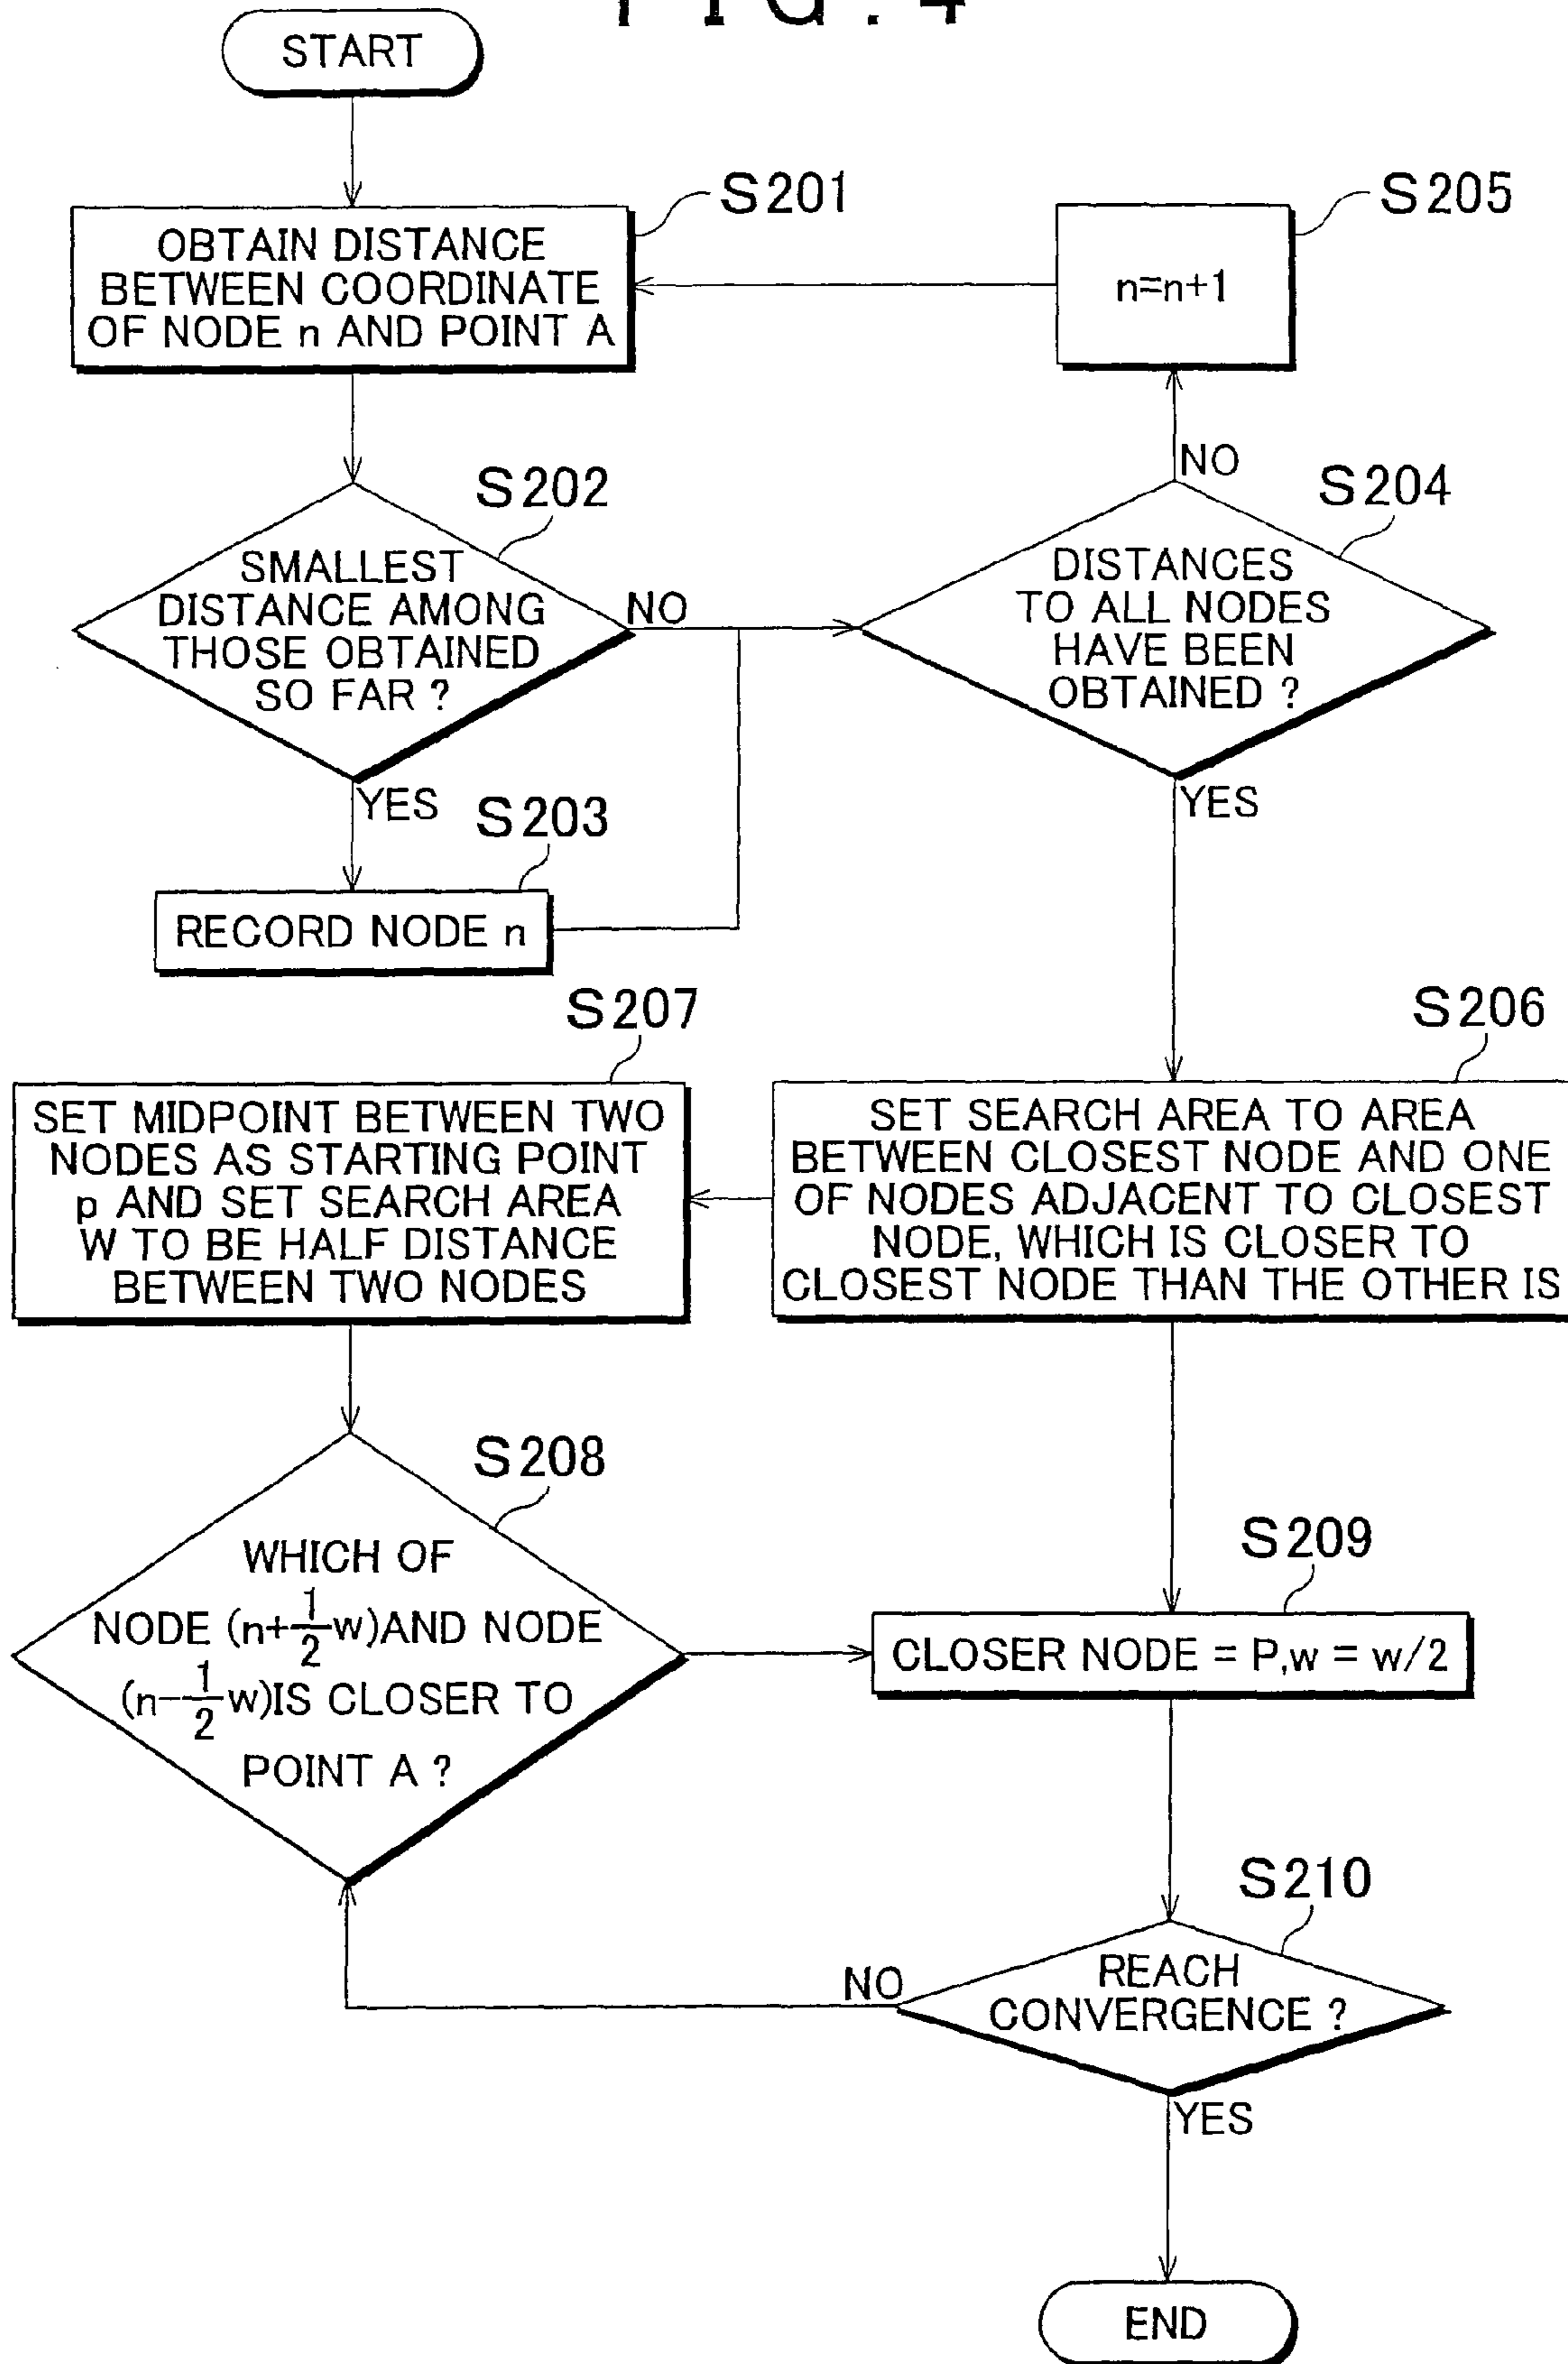 FIG. 4
START
S201
OBTAIN DISTANCE
BETWEEN COORDINATE
OF NODE n AND POINT A
S205
n=n+1
S202
SMALLEST
DISTANCE AMONG
THOSE OBTAINED
SO FAR ?
NO
YES
S204
NO
DISTANCES
TO ALL NODES
HAVE BEEN
OBTAINED ?
YES
S203
RECORD NODE n
S207
SET MIDPOINT BETWEEN TWO
NODES AS STARTING POINT
p AND SET SEARCH AREA
W TO BE HALF DISTANCE
BETWEEN TWO NODES
S206
SET SEARCH AREA TO AREA
BETWEEN CLOSEST NODE AND ONE
OF NODES ADJACENT TO CLOSEST
NODE, WHICH IS CLOSER TO
CLOSEST NODE THAN THE OTHER IS
S208
WHICH OF
NODE (n+1/2w)AND NODE
(n-1/2w)IS CLOSER TO
POINT A ?
S209
CLOSER NODE = P,w = w/2
S210
REACH
CONVERGENCE ?
NO
YES
END